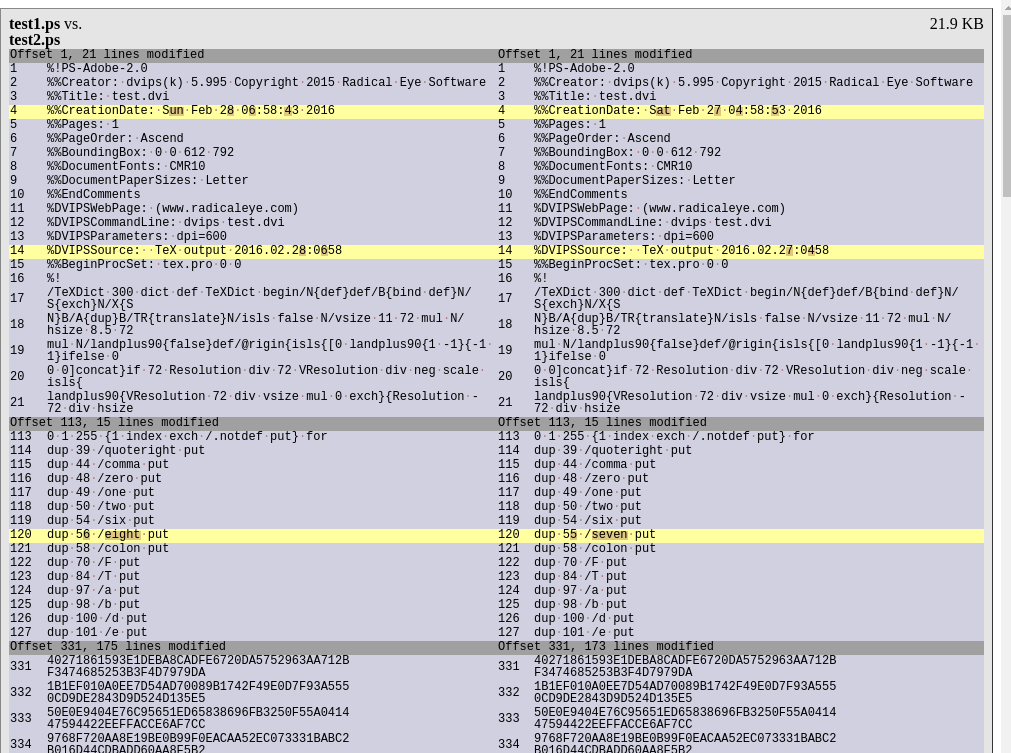 test1.ps vs.
21.9 KB
test2.ps
Offset 1, 21 lines modified
1 %!PS-Adobe-2.0
2 %%Creator: dvips(k) 5.995 Copyright 2015 Radical Eye Software
3 %%Title: test.dvi
4 %%CreationDate: Sun Feb 28 06:58:43 2016
5 %%Pages: 1
6 %%PageOrder: Ascend
7 %%BoundingBox: 0 0 612 792
8 %%DocumentFonts: CMR10
9 %%DocumentPaperSizes: Letter
10 %%EndComments
11 %DVIPSWebPage: (www.radicaleye.com)
12 %DVIPSCommandLine: dvips test.dvi
13 %DVIPSParameters: dpi=600
14 %DVIPSSource:  TeX output 2016.02.28:0658
15 %%BeginProcSet: tex.pro 0 0
16 %!
17 /TeXDict 300 dict def TeXDict begin/N{def}def/B{bind def}N/
S{exch}N/X{S
18 N}B/A{dup}B/TR{translate}N/isls false N/vsize 11 72 mul N/
hsize 8.5 72
19 mul N/landplus90{false}def/@rigin{isls{[0 landplus90{1 -1}{-1
1}ifelse 0
20 0 0]concat}if 72 Resolution div 72 VResolution div neg scale
isls{
21 landplus90{VResolution 72 div vsize mul 0 exch}{Resolution -
72 div hsize
Offset 1, 21 lines modified
1 %!PS-Adobe-2.0
2 %%Creator: dvips(k) 5.995 Copyright 2015 Radical Eye Software
3 %%Title: test.dvi
4 %%CreationDate: Sat Feb 27 04:58:53 2016
5 %%Pages: 1
6 %%PageOrder: Ascend
7 %%BoundingBox: 0 0 612 792
8 %%DocumentFonts: CMR10
9 %%DocumentPaperSizes: Letter
10 %%EndComments
11 %DVIPSWebPage: (www.radicaleye.com)
12 %DVIPSCommandLine: dvips test.dvi
13 %DVIPSParameters: dpi=600
14 %DVIPSSource:  TeX output 2016.02.27:0458
15 %%BeginProcSet: tex.pro 0 0
16 %!
17 /TeXDict 300 dict def TeXDict begin/N{def}def/B{bind def}N/
S{exch}N/X{S
18 N}B/A{dup}B/TR{translate}N/isls false N/vsize 11 72 mul N/
hsize 8.5 72
19 mul N/landplus90{false}def/@rigin{isls{[0 landplus90{1 -1}{-1
1}ifelse 0
20 0 0]concat}if 72 Resolution div 72 VResolution div neg scale
isls{
21 landplus90{VResolution 72 div vsize mul 0 exch}{Resolution -
72 div hsize
Offset 113, 15 lines modified
113 0 1 255 {1 index exch /.notdef put} for
114 dup 39 /quoteright put
115 dup 44 /comma put
116 dup 48 /zero put
117 dup 49 /one put
118 dup 50 /two put
119 dup 54 /six put
120 dup 56 /eight put
121 dup 58 /colon put
122 dup 70 /F put
123 dup 84 /T put
124 dup 97 /a put
125 dup 98 /b put
126 dup 100 /d put
127 dup 101 /e put
Offset 113, 15 lines modified
113 0 1 255 {1 index exch /.notdef put} for
114 dup 39 /quoteright put
115 dup 44 /comma put
116 dup 48 /zero put
117 dup 49 /one put
118 dup 50 /two put
119 dup 54 /six put
120 dup 55 /seven put
121 dup 58 /colon put
122 dup 70 /F put
123 dup 84 /T put
124 dup 97 /a put
125 dup 98 /b put
126 dup 100 /d put
127 dup 101 /e put
Offset 331, 175 lines modified
331 40271861593E1DEBA8CADFE6720DA5752963AA712B
F3474685253B3F4D7979DA
332 1B1EF010A0EE7D54AD70089B1742F49E0D7F93A555
0CD9DE2843D9D524D135E5
333 50E0E9404E76C95651ED65838696FB3250F55A0414
47594422EEFFACCE6AF7CC
334 9768F720AA8E19BE0B99F0EACAA52EC073331BABC2
B016D44CDBADD60AA8F5B2
Offset 331, 173 lines modified
331 40271861593E1DEBA8CADFE6720DA5752963AA712B
F3474685253B3F4D7979DA
332 1B1EF010A0EE7D54AD70089B1742F49E0D7F93A555
0CD9DE2843D9D524D135E5
333 50E0E9404E76C95651ED65838696FB3250F55A0414
47594422EEFFACCE6AF7CC
334 9768F720AA8E19BE0B99F0EACAA52EC073331BABC2
B016D44CDBADD60AA8F5B2